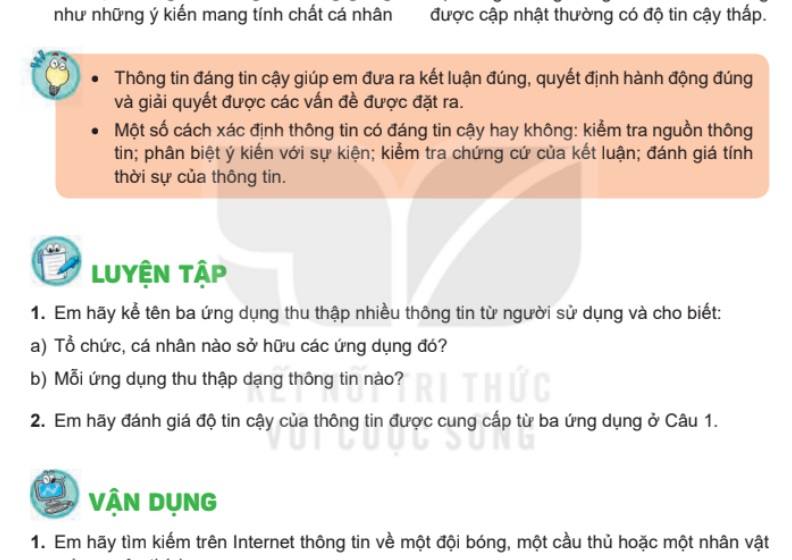 như những ý kiến mang tính chất cá nhân
được cập nhật thường có độ tin cậy thấp.
• Thông tin đáng tin cậy giúp em đưa ra kết luận đúng, quyết định hành động đúng
và giải quyết được các vấn đề được đặt ra.
• Một số cách xác định thông tin có đáng tin cậy hay không: kiểm tra nguồn thông
tin; phân biệt ý kiến với sự kiện; kiểm tra chứng cứ của kết luận; đánh giá tính
thời sự của thông tin.
LUYỆN TẬP
1. Em hãy kể tên ba ứng dụng thu thập nhiều thông tin từ người sử dụng và cho biết:
a) Tổ chức, cá nhân nào sở hữu các ứng dụng đó?
b) Mỗi ứng dụng thu thập dạng thông tin nào?
KẾT NỐI TRI THỨC
2. Em hãy đánh giá độ tin cậy của thông tin được cung cấp từ ba ứng dụng ở Câu 1.
VỚI CUỘC SỐNG
VẬN DỤNG
1. Em hãy tìm kiếm trên Internet thông tin về một đội bóng, một cầu thủ hoặc một nhân vật